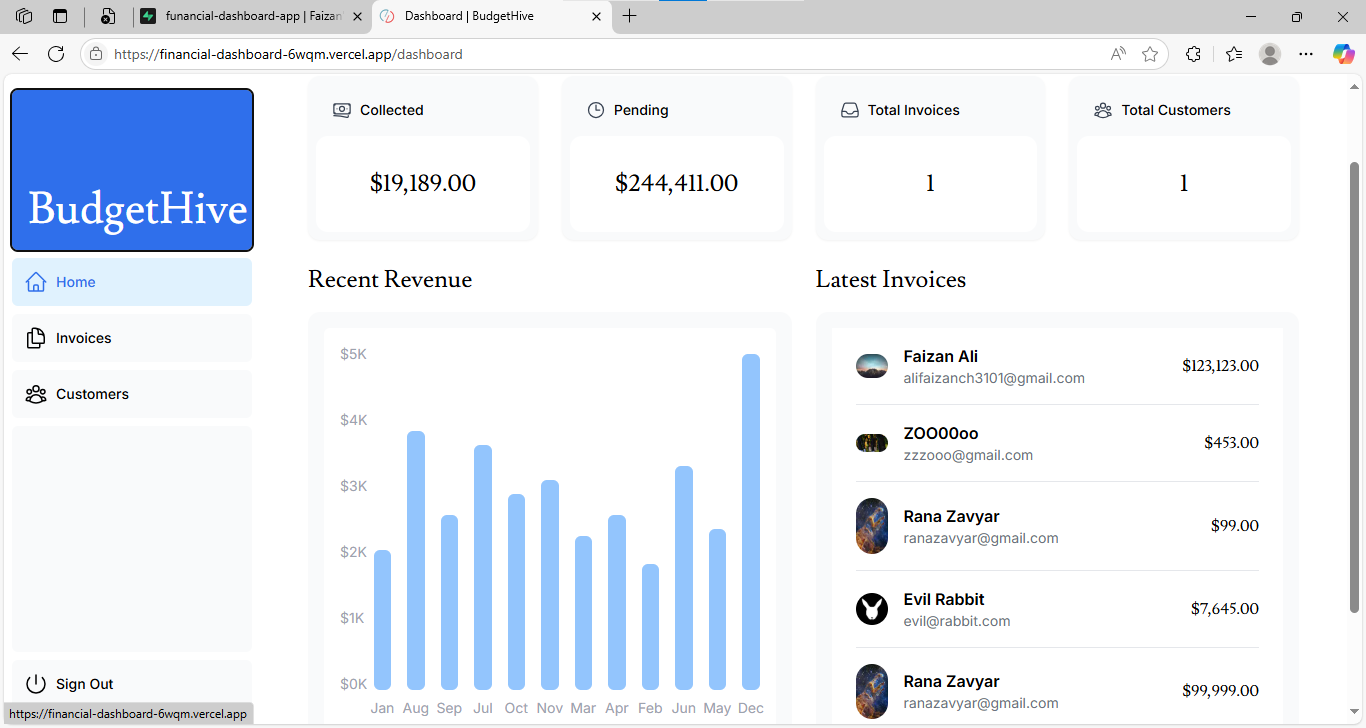 funancial-dashboard-app | Faizan
Dashboard | BudgetHive
https://financial-dashboard-6wqm.vercel.app/dashboard
BudgetHive
Home
Invoices
Customers
Sign Out
Collected
$19,189.00
Pending
$244,411.00
Total Invoices
1
Total Customers
1
Recent Revenue
$5K
$4K
$3K
$2K
$1K
$0K
Jan Aug Sep Jul Oct Nov Mar Apr Feb Jun May Dec
Latest Invoices
Faizan Ali
alifaizanch3101@gmail.com
$123,123.00
ZOO00oo
zzzooo@gmail.com
$453.00
Rana Zavyar
ranazavyar@gmail.com
$99.00
Evil Rabbit
evil@rabbit.com
$7,645.00
Rana Zavyar
ranazavyar@gmail.com
$99,999.00
https://financial-dashboard-6wqm.vercel.app